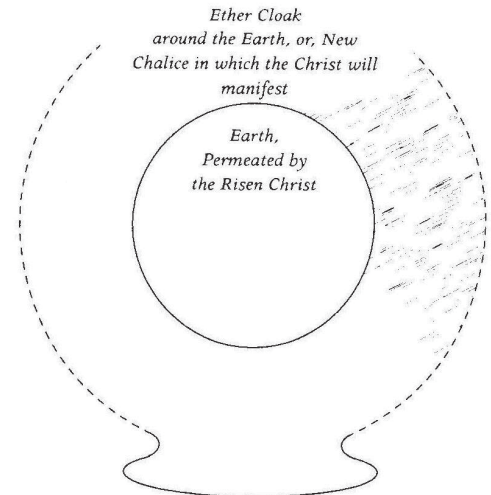 Ether Cloak
around the Earth, or, New
Chalice in which the Christ will
manifest
Earth,
Permeated by
the Risen Christ